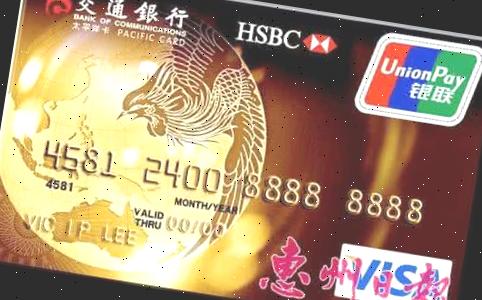 交通銀行
BANK OF COMMUNICATIONS
太平洋卡 PACIFIC CARD
HSBC
UnionPay
银联
4581 2400 8888 8888
4581
MONTH/YEAR
VALID
THRU 00/00
VIC IP LEE
VISA
惠州日报